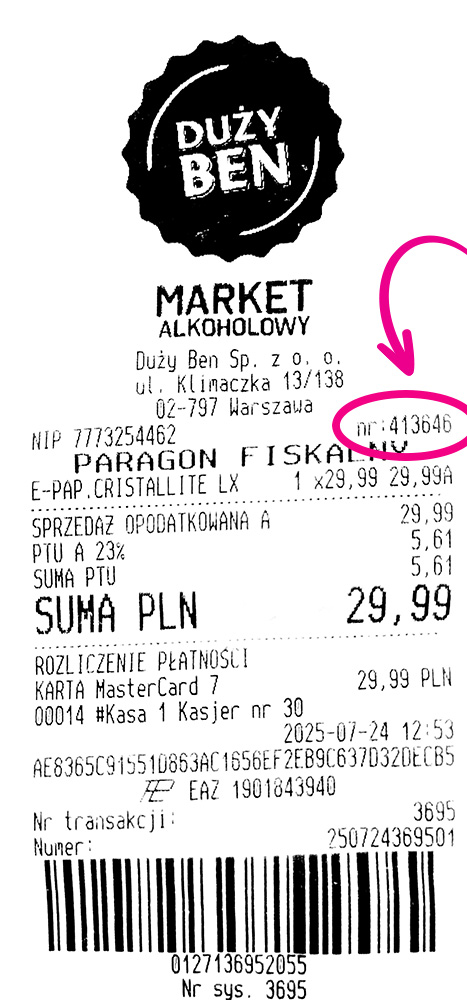 DUŻY
BEN
MARKET
ALKOHOLOWY
Duży Ben Sp. z o. o.
ul. Klimaczka 13/138
02-797 Warszawa
NIP 7773254462 nr:413646
PARAGON FISKALNY
E-PAP.CRISTALLITE LX 1 x29,99 29,99A
SPRZEDAŻ OPODATKOWANA A 29,99
PTU A 23% 5,61
SUMA PTU 5,61
SUMA PLN 29,99
ROZLICZENIE PŁATNOŚCI
KARTA MasterCard 7 29,99 PLN
00014 #Kasa 1 Kasjer nr 30
2025-07-24 12:53
AE8365C91551D863AC1656EF2EB9C637D32DECB5
EAZ 1901843940
Nr transakcji: 3695
Numer: 250724369501
0127136952055
Nr sys. 3695